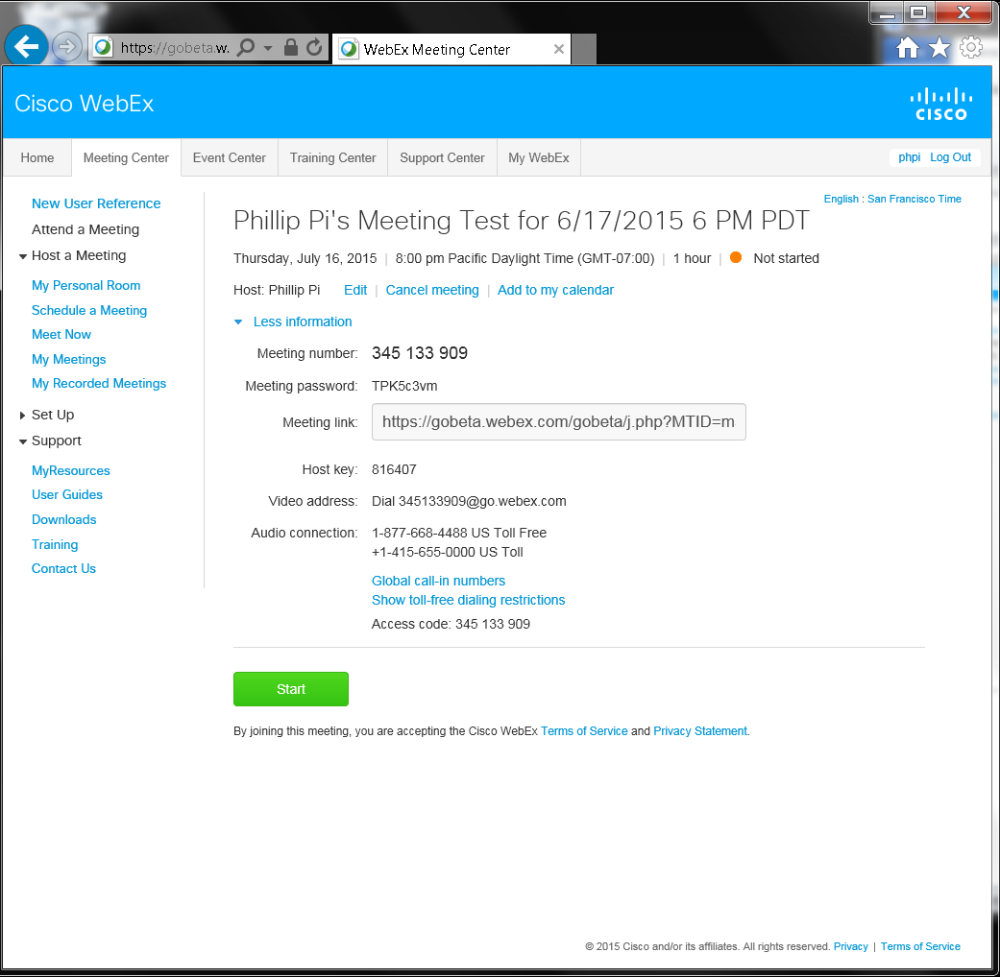 https://gobeta.w.
WebEx Meeting Center
Cisco WebEx
CISCO
Home
Meeting Center
Event Center
Training Center
Support Center
My WebEx
phpi Log Out
New User Reference
Attend a Meeting
Host a Meeting
My Personal Room
Schedule a Meeting
Meet Now
My Meetings
My Recorded Meetings
Set Up
Support
MyResources
User Guides
Downloads
Training
Contact Us
English : San Francisco Time
Phillip Pi's Meeting Test for 6/17/2015 6 PM PDT
Thursday, July 16, 2015 | 8:00 pm Pacific Daylight Time (GMT-07:00) | 1 hour | Not started
Host: Phillip Pi Edit | Cancel meeting | Add to my calendar
Less information
Meeting number: 345 133 909
Meeting password: TPK5c3vm
Meeting link: https://gobeta.webex.com/gobeta/j.php?MTID=m
Host key: 816407
Video address: Dial 345133909@go.webex.com
Audio connection: 1-877-668-4488 US Toll Free
+1-415-655-0000 US Toll
Global call-in numbers
Show toll-free dialing restrictions
Access code: 345 133 909
Start
By joining this meeting, you are accepting the Cisco WebEx Terms of Service and Privacy Statement.
© 2015 Cisco and/or its affiliates. All rights reserved. Privacy | Terms of Service